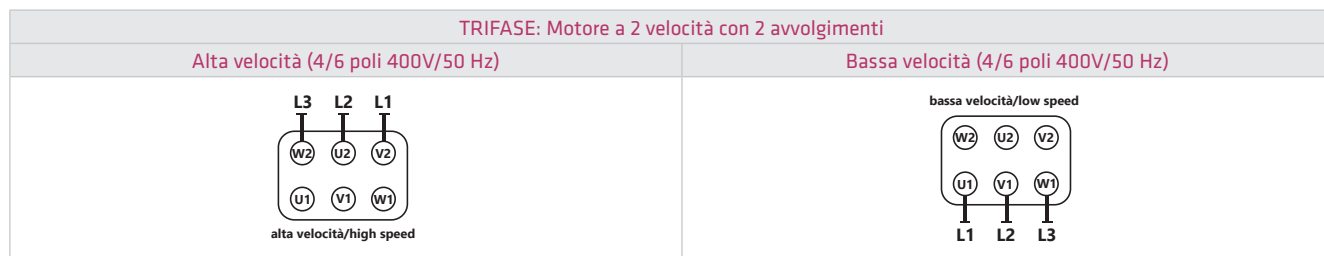 TRIFASE: Motore a 2 velocità con 2 avvolgimenti
Alta velocità (4/6 poli 400V/50 Hz)
Bassa velocità (4/6 poli 400V/50 Hz)
L3 L2 L1
W2 U2 V2
U1 V1 W1
alta velocità/high speed
bassa velocità/low speed
W2 U2 V2
U1 V1 W1
L1 L2 L3